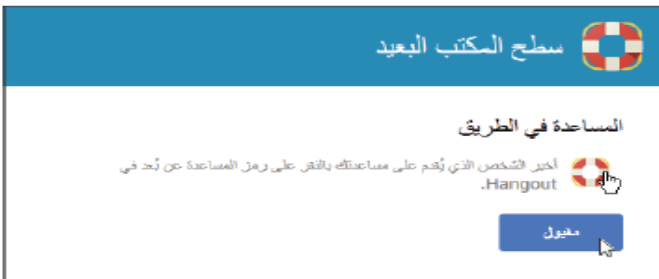 سطح المكتب البعيد
المساعدة في الطريق
أخبر الشخص الذي يُقدم على مساعدتك بالنقر على رمز المساعدة عن بُعد في
Hangout.
مقبول